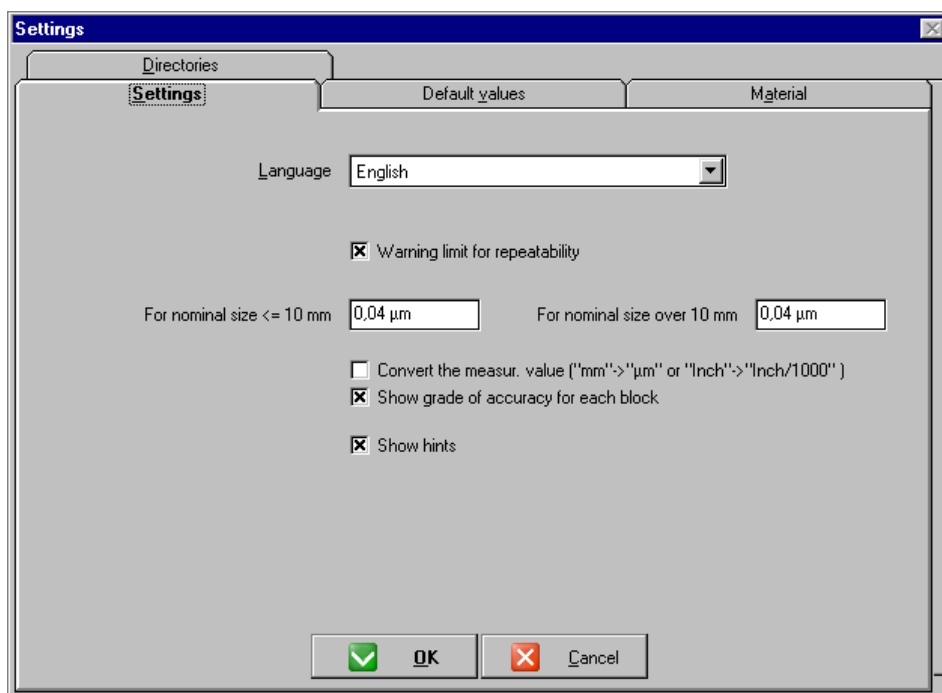 Settings
Directories
Settings
Default values
Material
Language
English
Warning limit for repeatability
For nominal size <= 10 mm
0,04 µm
For nominal size over 10 mm
0,04 µm
Convert the measur. value ("mm"->"µm" or "Inch"->"Inch/1000" )
Show grade of accuracy for each block
Show hints
OK
Cancel